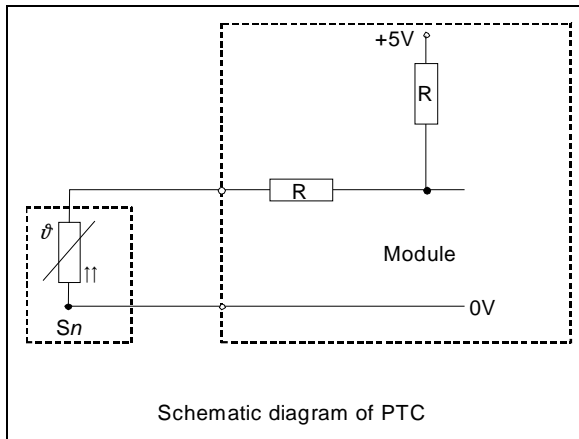 +5V
R
R
ϑ
Module
↑↑
Sn
0V
Schematic diagram of PTC